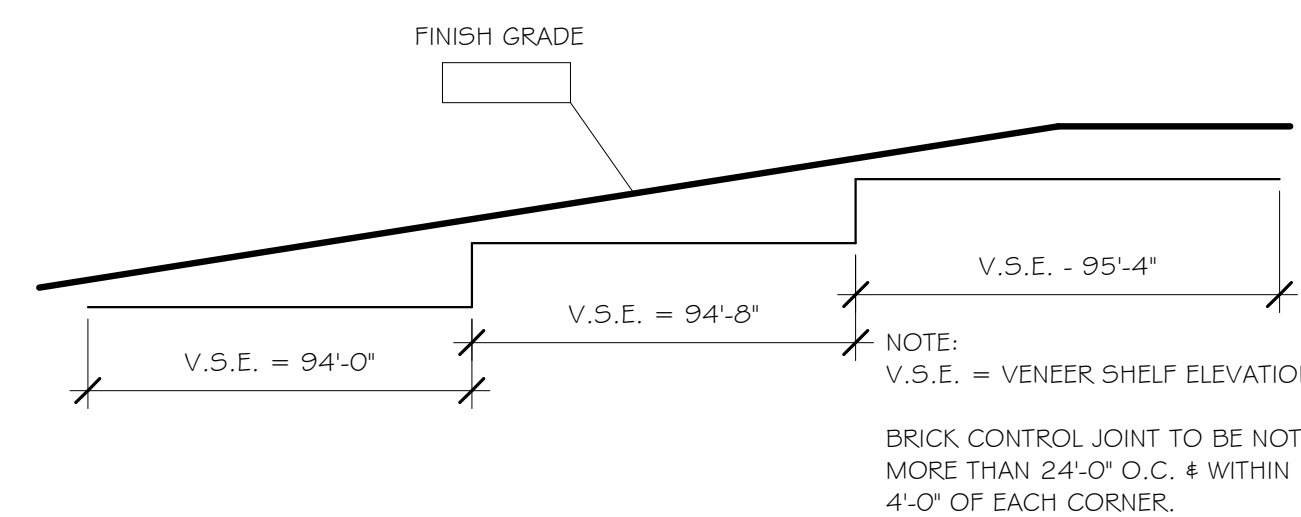 FINISH GRADE
V.S.E. - 95'-4"
V.S.E. = 94'-8"
V.S.E. = 94'-0"
NOTE:
V.S.E. = VENEER SHELF ELEVATION
BRICK CONTROL JOINT TO BE NOT
MORE THAN 24'-0" O.C. & WITHIN
4'-0" OF EACH CORNER.